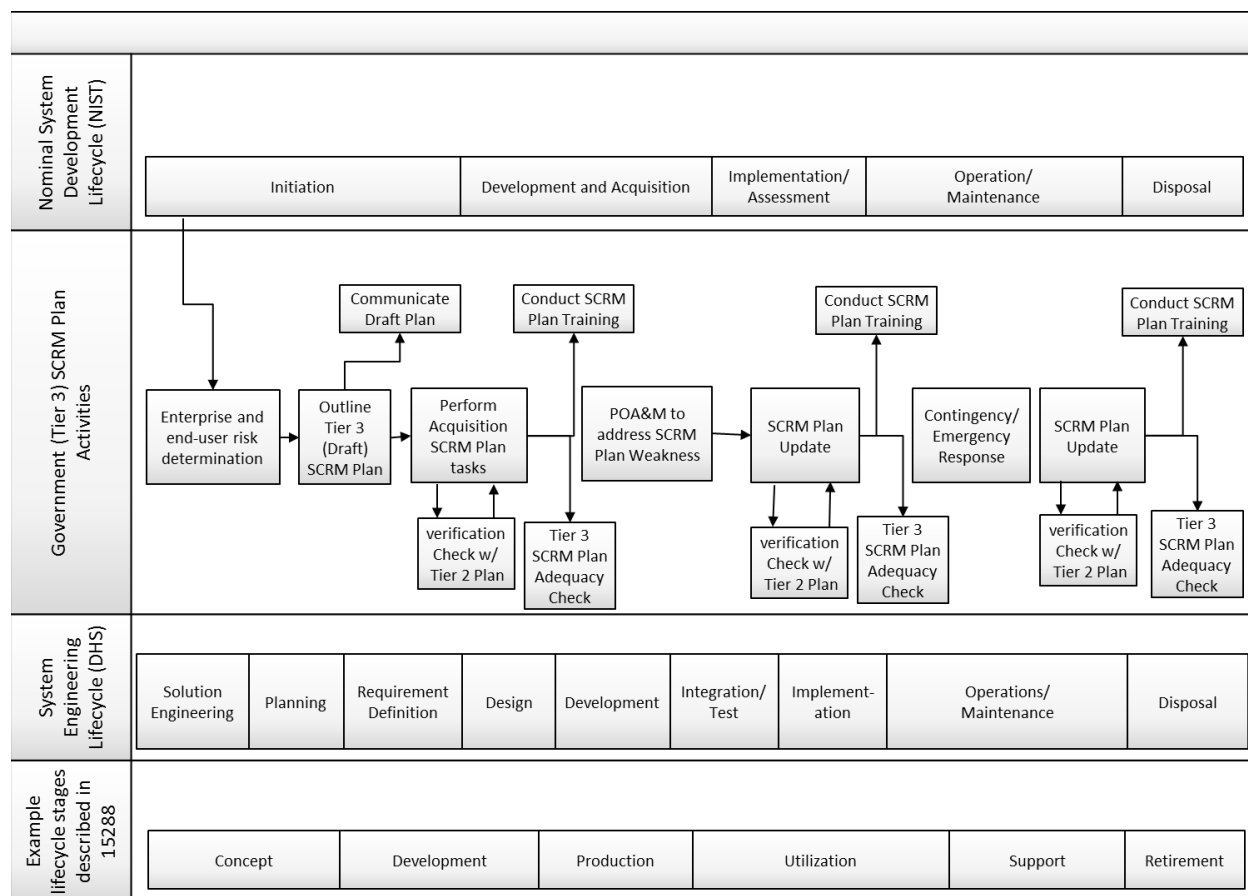 Nominal System
Development
Lifecycle (NIST)
Initiation
Development and Acquisition
Implementation/
Assessment
Operation/
Maintenance
Disposal
Government (Tier 3) SCRM Plan
Activities
Communicate
Draft Plan
Conduct SCRM
Plan Training
Conduct SCRM
Plan Training
Conduct SCRM
Plan Training
Enterprise and
end-user risk
determination
Outline
Tier 3
(Draft)
SCRM Plan
Perform
Acquisition
SCRM Plan
tasks
POA&M to
address SCRM
Plan Weakness
SCRM Plan
Update
Contingency/
Emergency
Response
SCRM Plan
Update
verification
Check w/
Tier 2 Plan
Tier 3
SCRM Plan
Adequacy
Check
verification
Check w/
Tier 2 Plan
Tier 3
SCRM Plan
Adequacy
Check
verification
Check w/
Tier 2 Plan
Tier 3
SCRM Plan
Adequacy
Check
System
Engineering
Lifecycle (DHS)
Solution
Engineering
Planning
Requirement
Definition
Design
Development
Integration/
Test
Implement-
ation
Operations/
Maintenance
Disposal
Example
lifecycle stages
described in
15288
Concept
Development
Production
Utilization
Support
Retirement